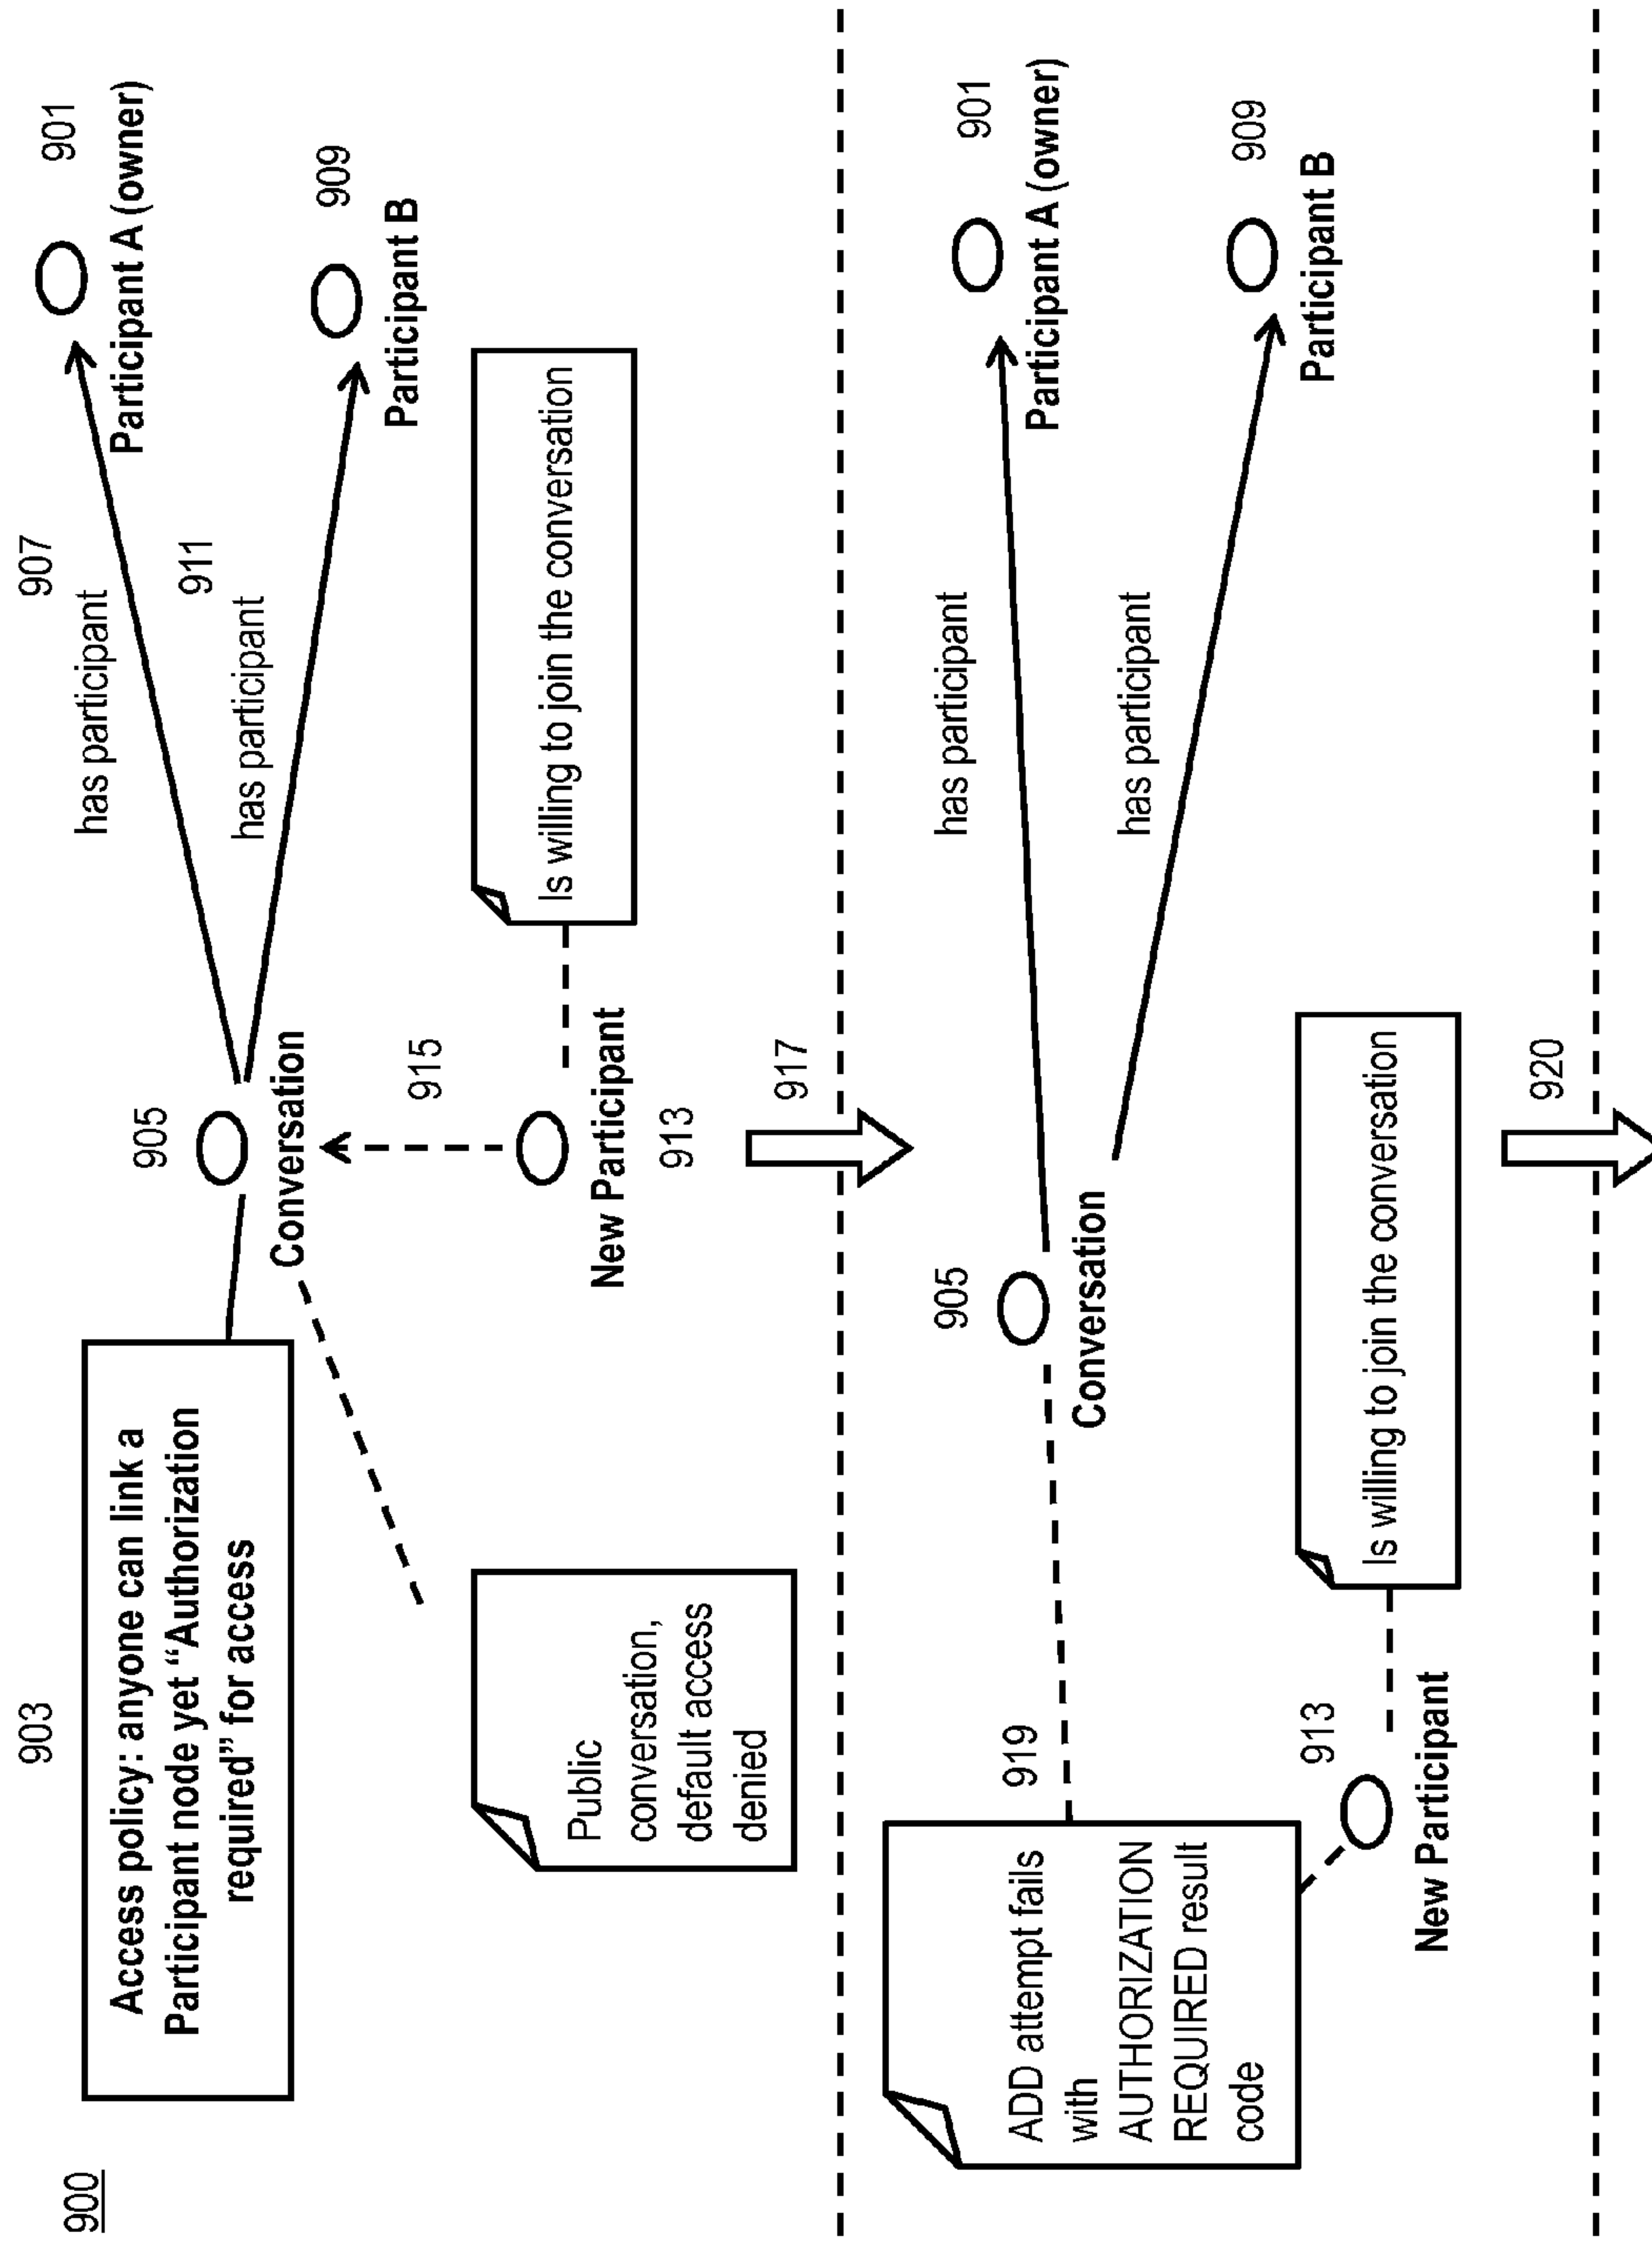 900
903
Access policy: anyone can link a
Participant node yet “Authorization
required” for access
905
Conversation
907
has participant
911
has participant
901
Participant A (owner)
909
Participant B
Public
conversation,
default access
denied
915
New Participant
913
Is willing to join the conversation
917
ADD attempt fails
with
AUTHORIZATION
REQUIRED result
code
919
905
Conversation
has participant
has participant
901
Participant A (owner)
909
Participant B
913
New Participant
Is willing to join the conversation
920